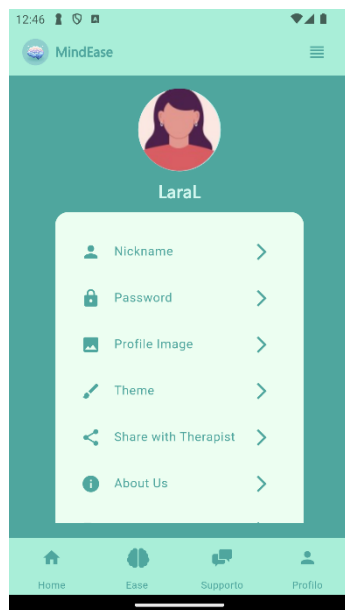 12:46
MindEase
LaraL
Nickname
Password
Profile Image
Theme
Share with Therapist
About Us
Home Ease Supporto Profilo